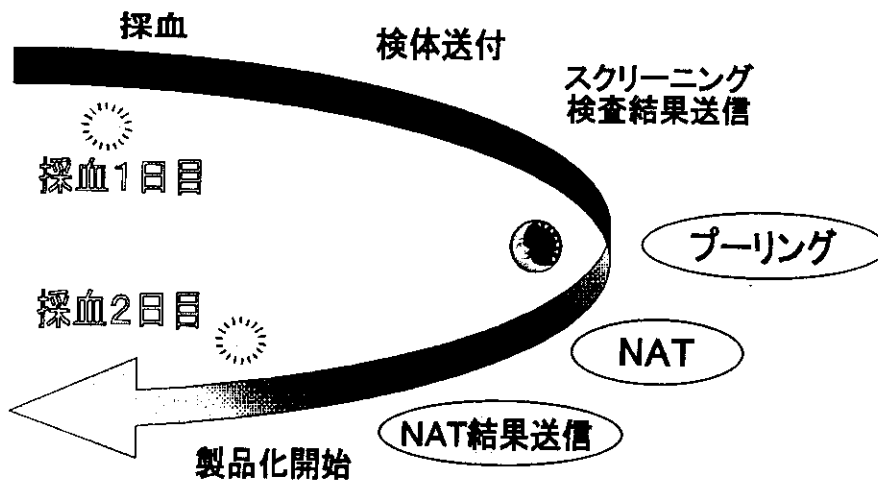 採血
検体送付
スクリーニング
検査結果送信
採血1日目
プーリング
採血2日目
NAT
NAT結果送信
製品化開始